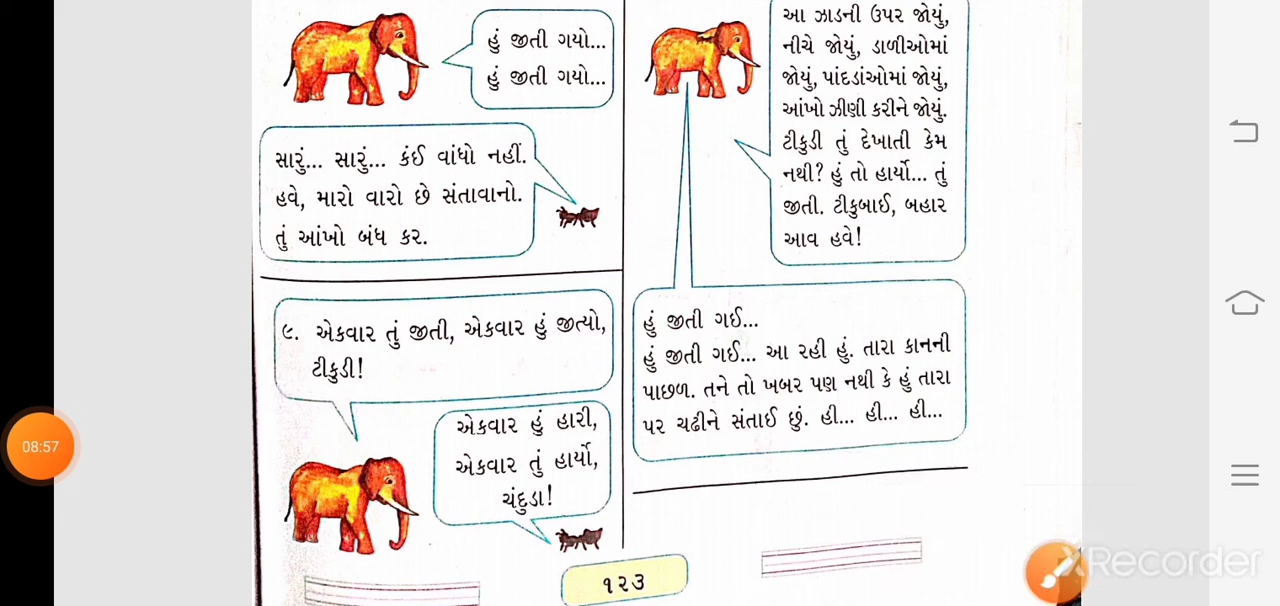 હું જીતી ગયો...
હું જીતી ગયો...
સારું... સારું... કંઈ વાંધો નહીં.
હવે, મારો વારો છે સંતાવાનો.
તું આંખો બંધ કર.
આ ઝાડની ઉપર જોયું,
નીચે જોયું, ડાળીઓમાં
જોયું, પાંદડાંઓમાં જોયું,
આંખો ઝીણી કરીને જોયું.
ટીકુડી તું દેખાતી કેમ
નથી? હું તો હાર્યો... તું
જીતી. ટીકુબાઈ, બહાર
આવ હવે!
હું જીતી ગઈ...
હું જીતી ગઈ... આ રહી હું. તારા કાનની
પાછળ. તને તો ખબર પણ નથી કે હું તારા
પર ચઢીને સંતાઈ છું. હી... હી... હી...
૯. એકવાર તું જીતી, એકવાર હું જીત્યો,
ટીકુડી!
એકવાર હું હારી,
એકવાર તું હાર્યો,
ચંદુડા!
૧૨૩
08:57
XRecorder